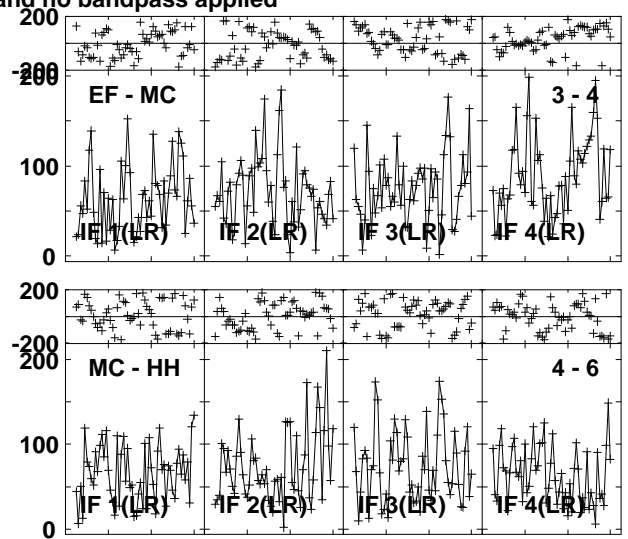 and no bandpass applied
200
-200
200
EF - MC
3 - 4
100
0
IF 1(LR) IF 2(LR) IF 3(LR) IF 4(LR)
200
-200
200
MC - HH
4 - 6
100
0
IF 1(LR) IF 2(LR) IF 3(LR) IF 4(LR)